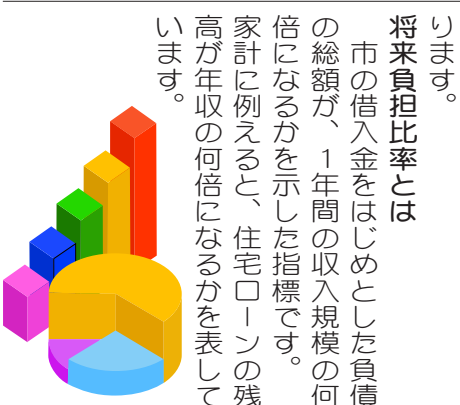 ります。
将来負担比率とは
　市の借入金をはじめとした負債
の総額が、１年間の収入規模の何
倍になるかを示した指標です。
家計に例えると、住宅ローンの残
高が年収の何倍になるかを表して
います。